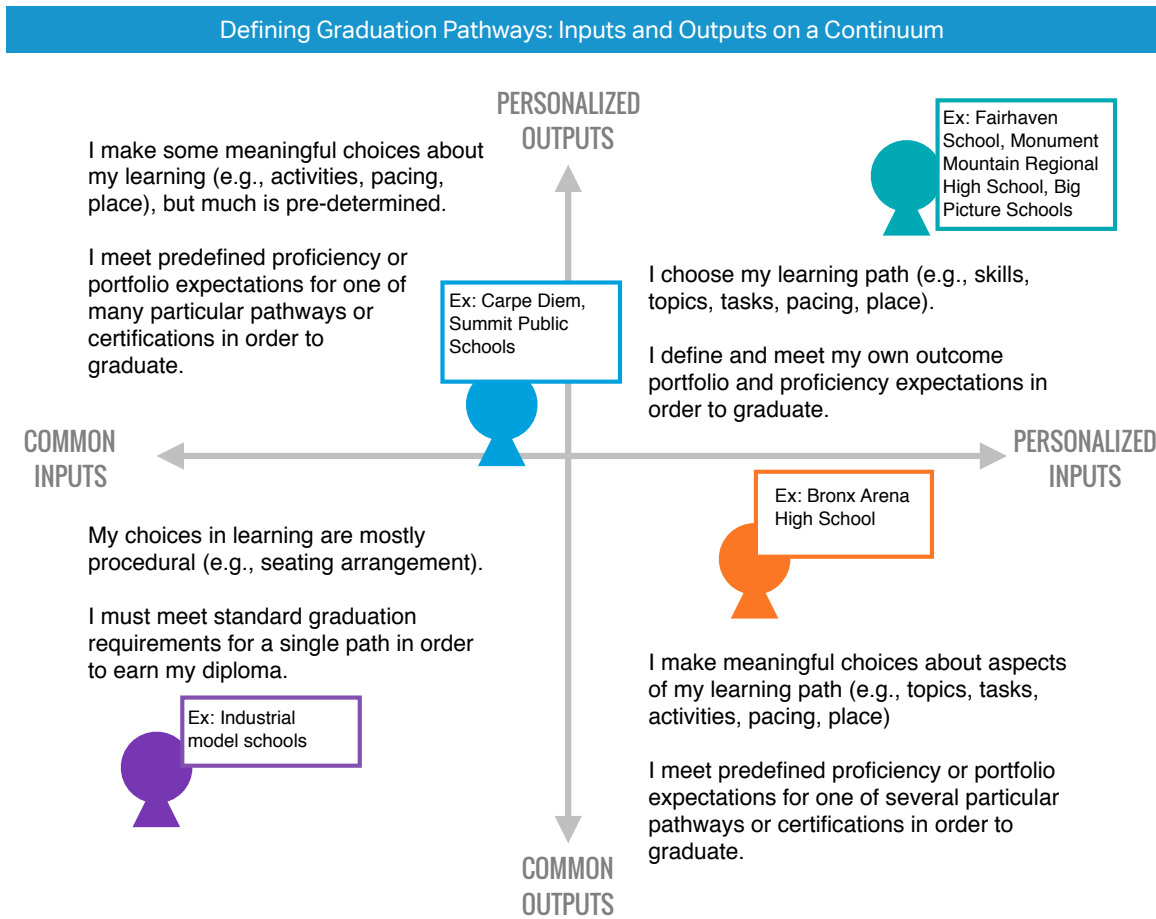 Defining Graduation Pathways: Inputs and Outputs on a Continuum
PERSONALIZED
OUTPUTS
I make some meaningful choices about
my learning (e.g., activities, pacing,
place), but much is pre-determined.
I meet predefined proficiency or
portfolio expectations for one of
many particular pathways or
certifications in order to
graduate.
Ex: Carpe Diem,
Summit Public
Schools
Ex: Fairhaven
School, Monument
Mountain Regional
High School, Big
Picture Schools
I choose my learning path (e.g., skills,
topics, tasks, pacing, place).
I define and meet my own outcome
portfolio and proficiency expectations in
order to graduate.
COMMON
INPUTS
PERSONALIZED
INPUTS
My choices in learning are mostly
procedural (e.g., seating arrangement).
I must meet standard graduation
requirements for a single path in order
to earn my diploma.
Ex: Industrial
model schools
Ex: Bronx Arena
High School
I make meaningful choices about aspects
of my learning path (e.g., topics, tasks,
activities, pacing, place)
I meet predefined proficiency or portfolio
expectations for one of several particular
pathways or certifications in order to
graduate.
COMMON
OUTPUTS